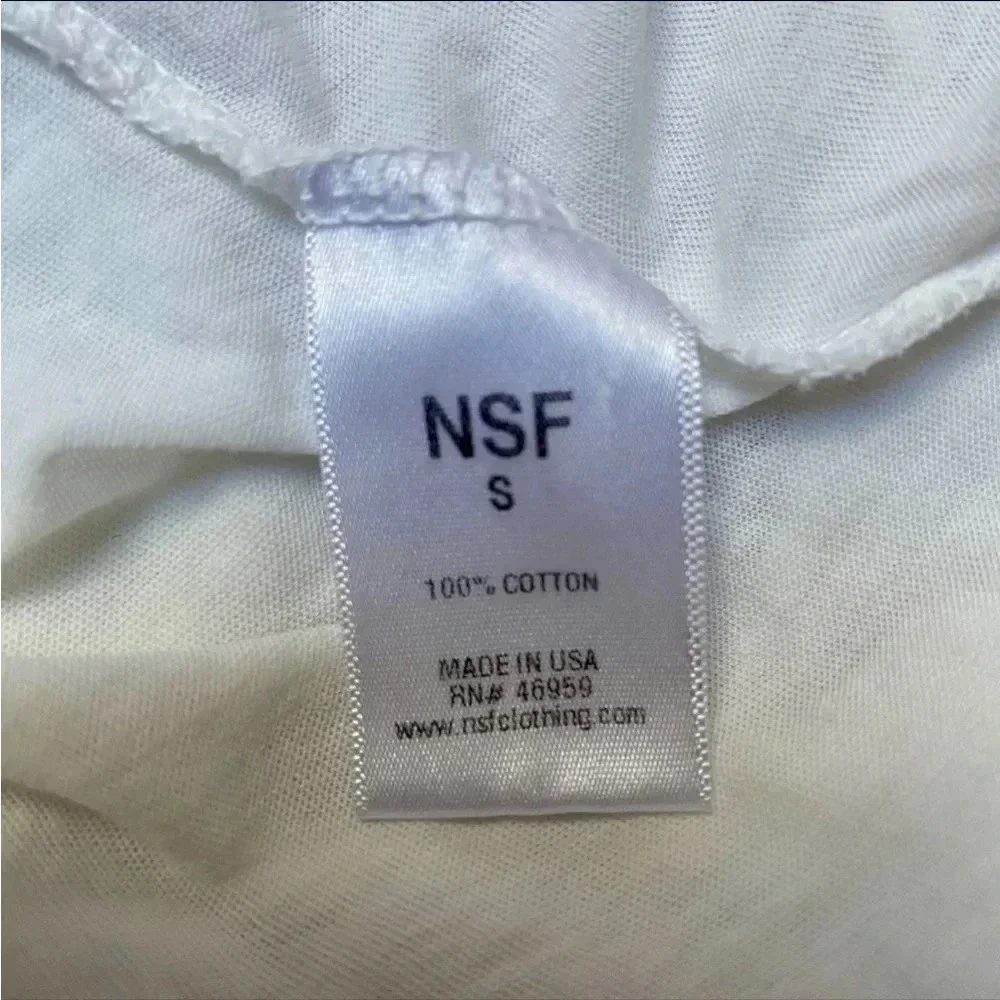 NSF
S
100% COTTON
MADE IN USA
RN# 46959
www.nsfclothing.com